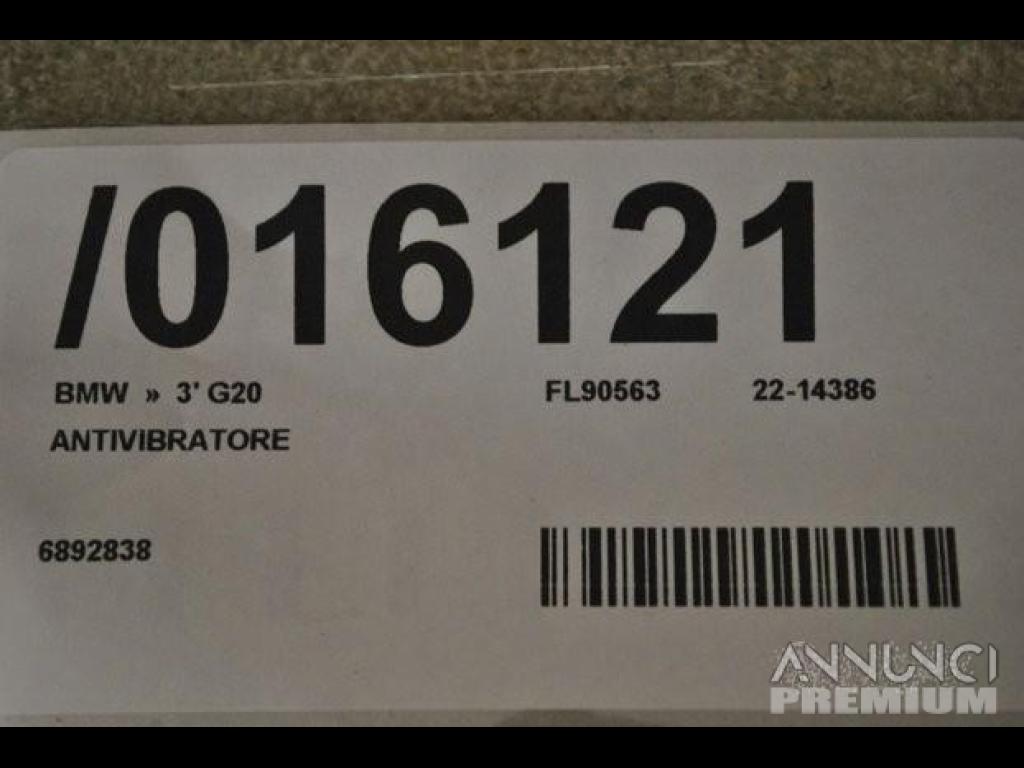 /016121
BMW » 3' G20 FL90563 22-14386
ANTIVIBRATORE
6892838
ANNUNCI
PREMIUM